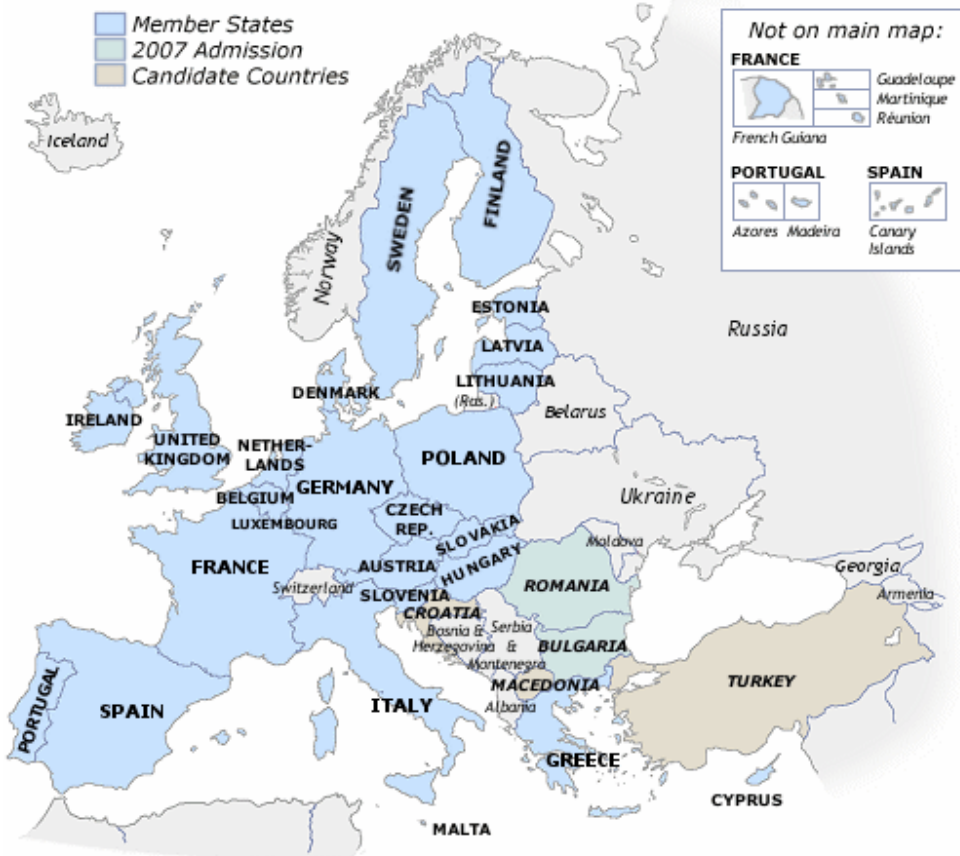 Member States
2007 Admission
Candidate Countries
Not on main map:
FRANCE
Guadeloupe
Martinique
Réunion
French Guiana
PORTUGAL
SPAIN
Azores
Madeira
Canary
Islands
Iceland
Norway
SWEDEN
FINLAND
Russia
ESTONIA
LATVIA
LITHUANIA
(Rus.)
DENMARK
Belarus
IRELAND
UNITED
KINGDOM
NETHER-
LANDS
POLAND
BELGIUM
GERMANY
Ukraine
LUXEMBOURG
CZECH
REP.
SLOVAKIA
Moldova
FRANCE
AUSTRIA
HUNGARY
Switzerland
SLOVENIA
ROMANIA
Georgia
Armenia
CROATIA
Bosnia &
Herzegovina
Serbia
&
Montenegro
BULGARIA
MACEDONIA
Albania
TURKEY
PORTUGAL
SPAIN
ITALY
GREECE
CYPRUS
MALTA